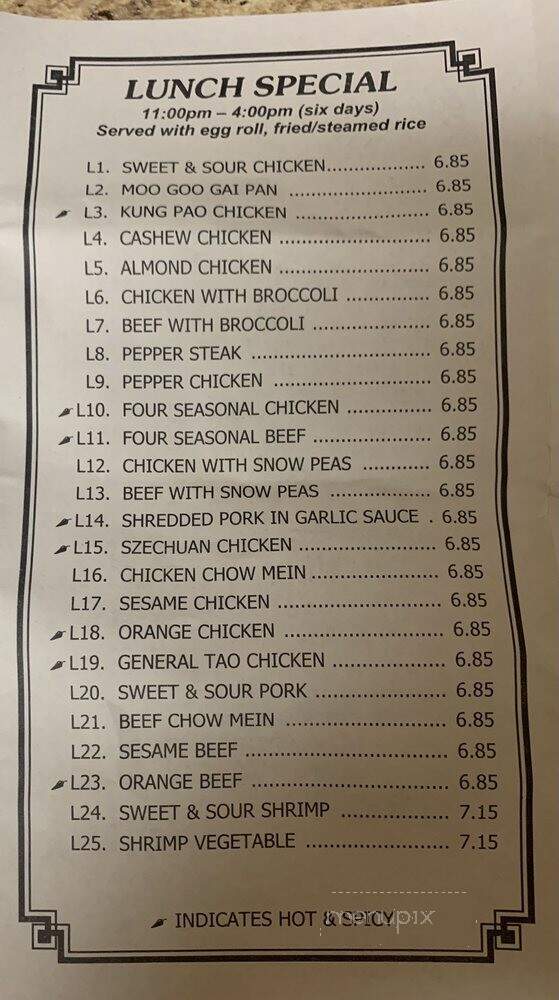 LUNCH SPECIAL
11:00pm – 4:00pm (six days)
Served with egg roll, fried/steamed rice
L1. SWEET & SOUR CHICKEN.................. 6.85
L2. MOO GOO GAI PAN ......................... 6.85
L3. KUNG PAO CHICKEN ........................ 6.85
L4. CASHEW CHICKEN ........................... 6.85
L5. ALMOND CHICKEN ........................... 6.85
L6. CHICKEN WITH BROCCOLI ............... 6.85
L7. BEEF WITH BROCCOLI ..................... 6.85
L8. PEPPER STEAK ................................ 6.85
L9. PEPPER CHICKEN ............................ 6.85
L10. FOUR SEASONAL CHICKEN ............... 6.85
L11. FOUR SEASONAL BEEF ..................... 6.85
L12. CHICKEN WITH SNOW PEAS ............ 6.85
L13. BEEF WITH SNOW PEAS .................. 6.85
L14. SHREDDED PORK IN GARLIC SAUCE . 6.85
L15. SZECHUAN CHICKEN ......................... 6.85
L16. CHICKEN CHOW MEIN ....................... 6.85
L17. SESAME CHICKEN ............................. 6.85
L18. ORANGE CHICKEN ............................ 6.85
L19. GENERAL TAO CHICKEN .................... 6.85
L20. SWEET & SOUR PORK ....................... 6.85
L21. BEEF CHOW MEIN ............................ 6.85
L22. SESAME BEEF ................................... 6.85
L23. ORANGE BEEF .................................. 6.85
L24. SWEET & SOUR SHRIMP ................... 7.15
L25. SHRIMP VEGETABLE ......................... 7.15
INDICATES HOT & SPICY
menupix